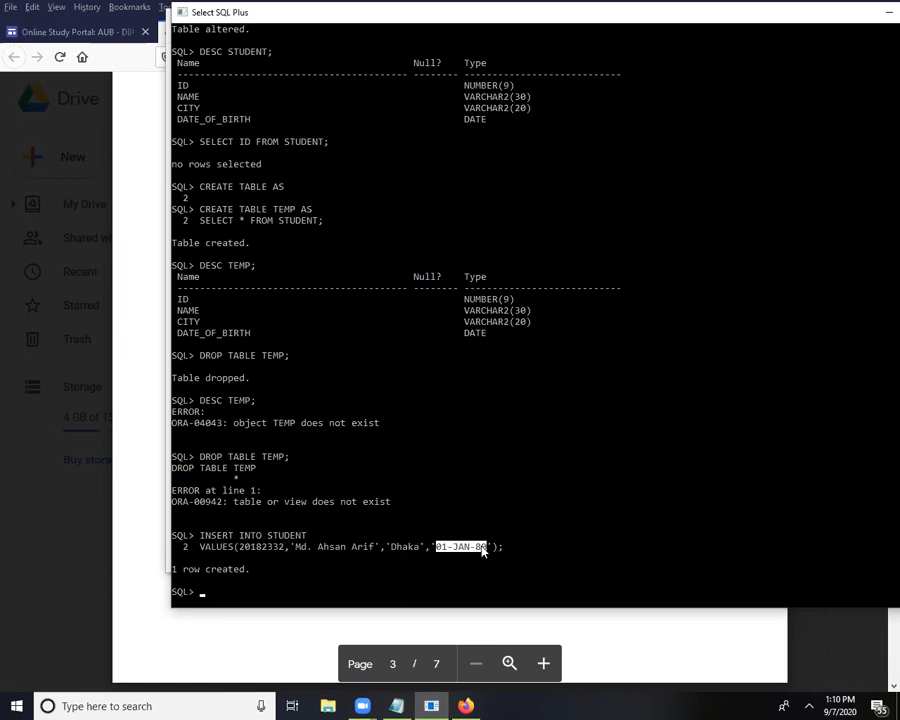 File Edit View History Bookmarks
Select SQL Plus
Online Study Portal: AUB - DB
Drive
New
My Drive
Recent
Starred
Trash
Storage
Table altered.
SQL> DESC STUDENT;
Name Null? Type
----------------------------------------- -------- ----------------------------
ID NUMBER(9)
NAME VARCHAR2(30)
CITY VARCHAR2(20)
DATE_OF_BIRTH DATE
SQL> SELECT ID FROM STUDENT;
no rows selected
SQL> CREATE TABLE AS
2
SQL> CREATE TABLE TEMP AS
2 SELECT * FROM STUDENT;
Table created.
SQL> DESC TEMP;
Name Null? Type
----------------------------------------- -------- ----------------------------
ID NUMBER(9)
NAME VARCHAR2(30)
CITY VARCHAR2(20)
DATE_OF_BIRTH DATE
SQL> DROP TABLE TEMP;
Table dropped.
SQL> DESC TEMP;
ERROR:
ORA-04043: object TEMP does not exist
SQL> DROP TABLE TEMP;
DROP TABLE TEMP
*
ERROR at line 1:
ORA-00942: table or view does not exist
SQL> INSERT INTO STUDENT
2 VALUES(20182332,'Md. Ahsan Arif','Dhaka','01-JAN-80');
1 row created.
SQL> _
Page 3 / 7
Type here to search
1:10 PM
9/7/2020
55